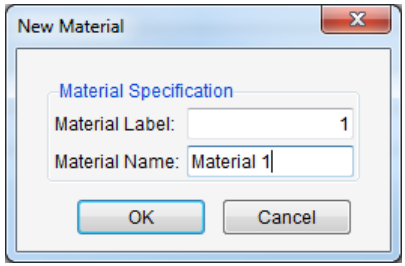 New Material
Material Specification
Material Label: 1
Material Name: Material 1
OK Cancel